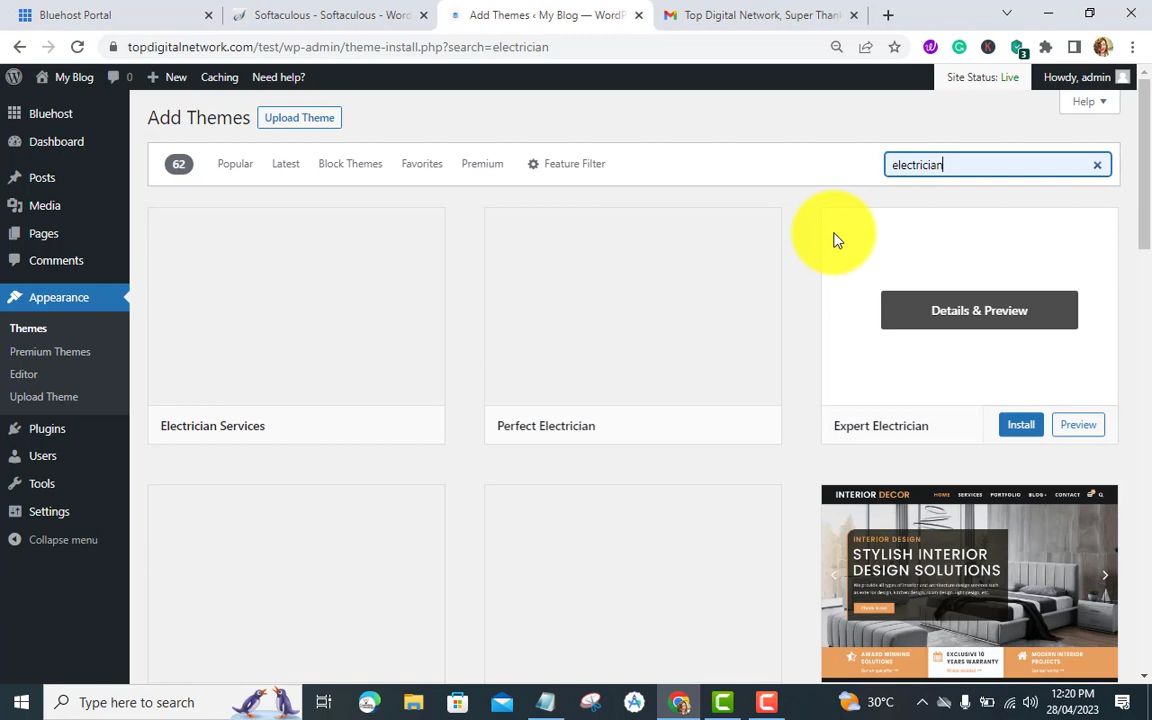 Bluehost Portal
Softaculous - Softaculous - Wor
Add Themes ‹ My Blog — WordP
Top Digital Network, Super Than
topdigitalnetwork.com/test/wp-admin/theme-install.php?search=electrician
3
My Blog
0
New
Caching
Need help?
Site Status: Live
Howdy, admin
Bluehost
Dashboard
Posts
Media
Pages
Comments
Appearance
Themes
Premium Themes
Editor
Upload Theme
Plugins
Users
Tools
Settings
Collapse menu
Add Themes
Upload Theme
Help
62
Popular
Latest
Block Themes
Favorites
Premium
Feature Filter
electrician
Details & Preview
Electrician Services
Perfect Electrician
Expert Electrician
Install
Preview
INTERIOR DECOR
HOME
SERVICES
PORTFOLIO
BLOG
CONTACT
INTERIOR DESIGN
STYLISH INTERIOR
DESIGN SOLUTIONS
AWARD WINNING
SOLUTIONS
EXCLUSIVE 10
YEARS WARRANTY
MODERN INTERIOR
PROJECTS
Type here to search
30°C
12:20 PM
28/04/2023